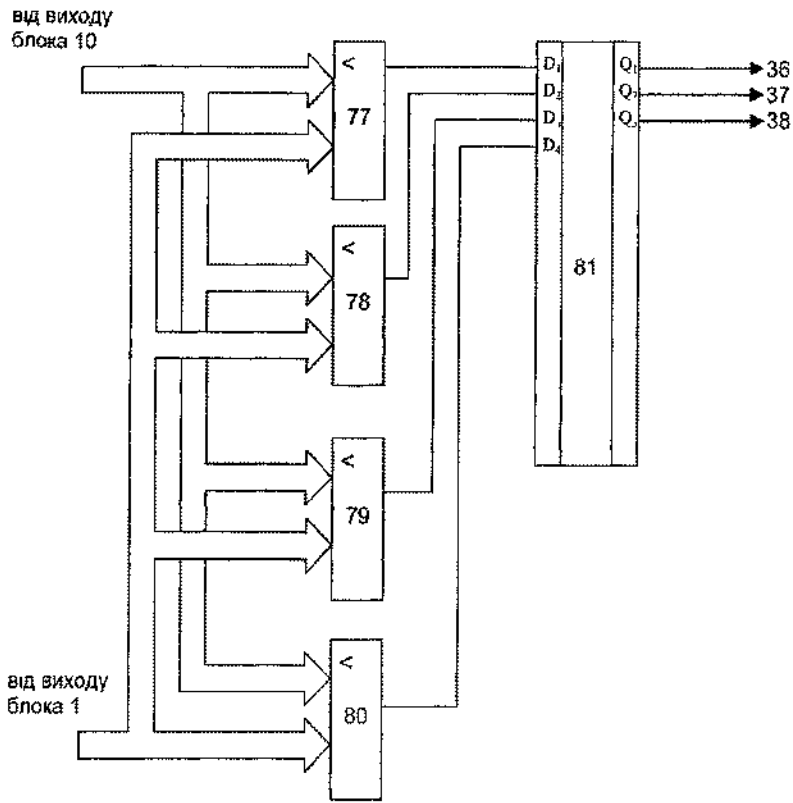 від виходу
блока 10
<
77
<
78
<
79
<
80
від виходу
блока 1
D₁
D₂
D₃
D₄
81
Q₁
Q₂
Q₃
36
37
38